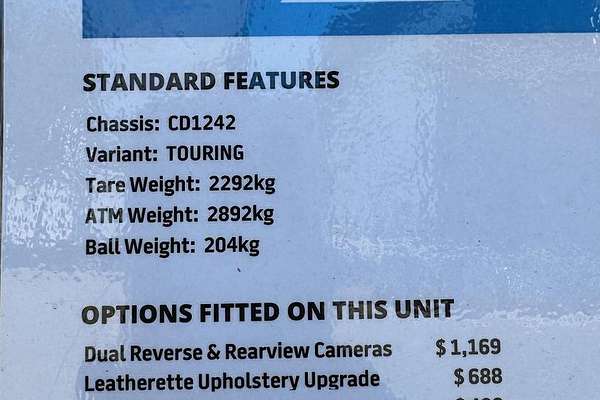 STANDARD FEATURES
Chassis: CD1242
Variant: TOURING
Tare Weight: 2292kg
ATM Weight: 2892kg
Ball Weight: 204kg
OPTIONS FITTED ON THIS UNIT
Dual Reverse & Rearview Cameras $1,169
Leatherette Upholstery Upgrade $688